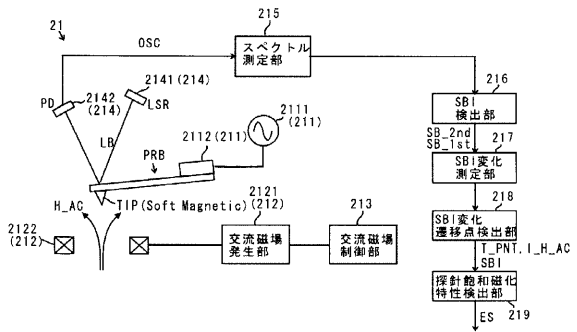 21
OSC
215
スペクトル
測定部
2141(214)
LSR
PD
2142
(214)
LB
2111
(211)
2112(211)
PRB
216
SBI
検出部
SB_2nd
SB_1st
217
SBI変化
測定部
H_AC
TIP(Soft Magnetic)
2121
(212)
213
218
SBI変化
遷移点検出部
2122
(212)
交流磁場
発生部
交流磁場
制御部
T_PNT,I_H_AC
SBI
探針飽和磁化
特性検出部
219
ES